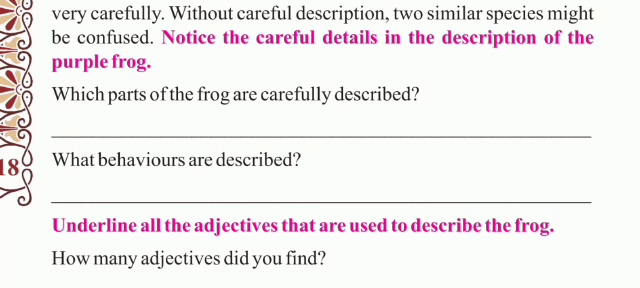 very carefully. Without careful description, two similar species might
be confused. Notice the careful details in the description of the
purple frog.
Which parts of the frog are carefully described?
18
What behaviours are described?
Underline all the adjectives that are used to describe the frog.
How many adjectives did you find?